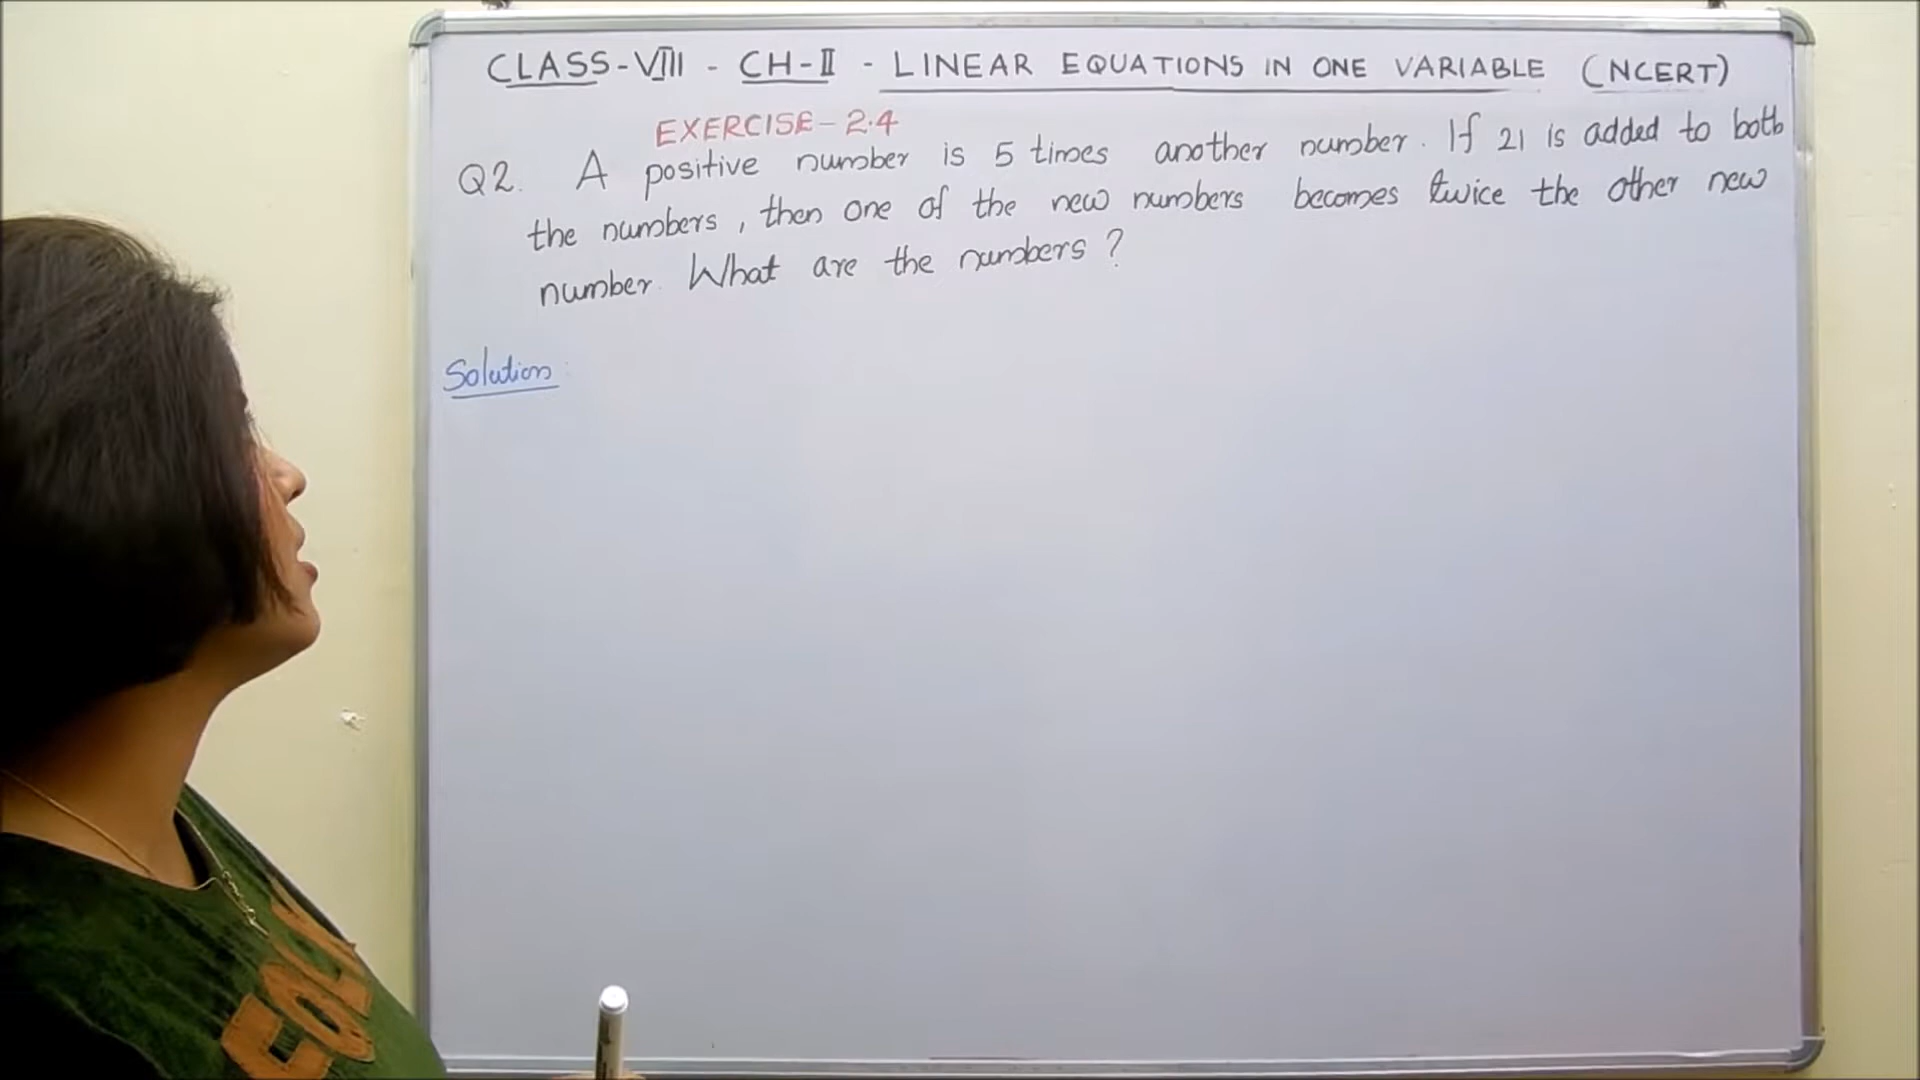 CLASS-VIII - CH-II - LINEAR EQUATIONS IN ONE VARIABLE (NCERT)
EXERCISE-2.4
Q2. A positive number is 5 times another number. If 21 is added to both
the numbers, then one of the new numbers becomes twice the other new
number. What are the numbers?
Solution: